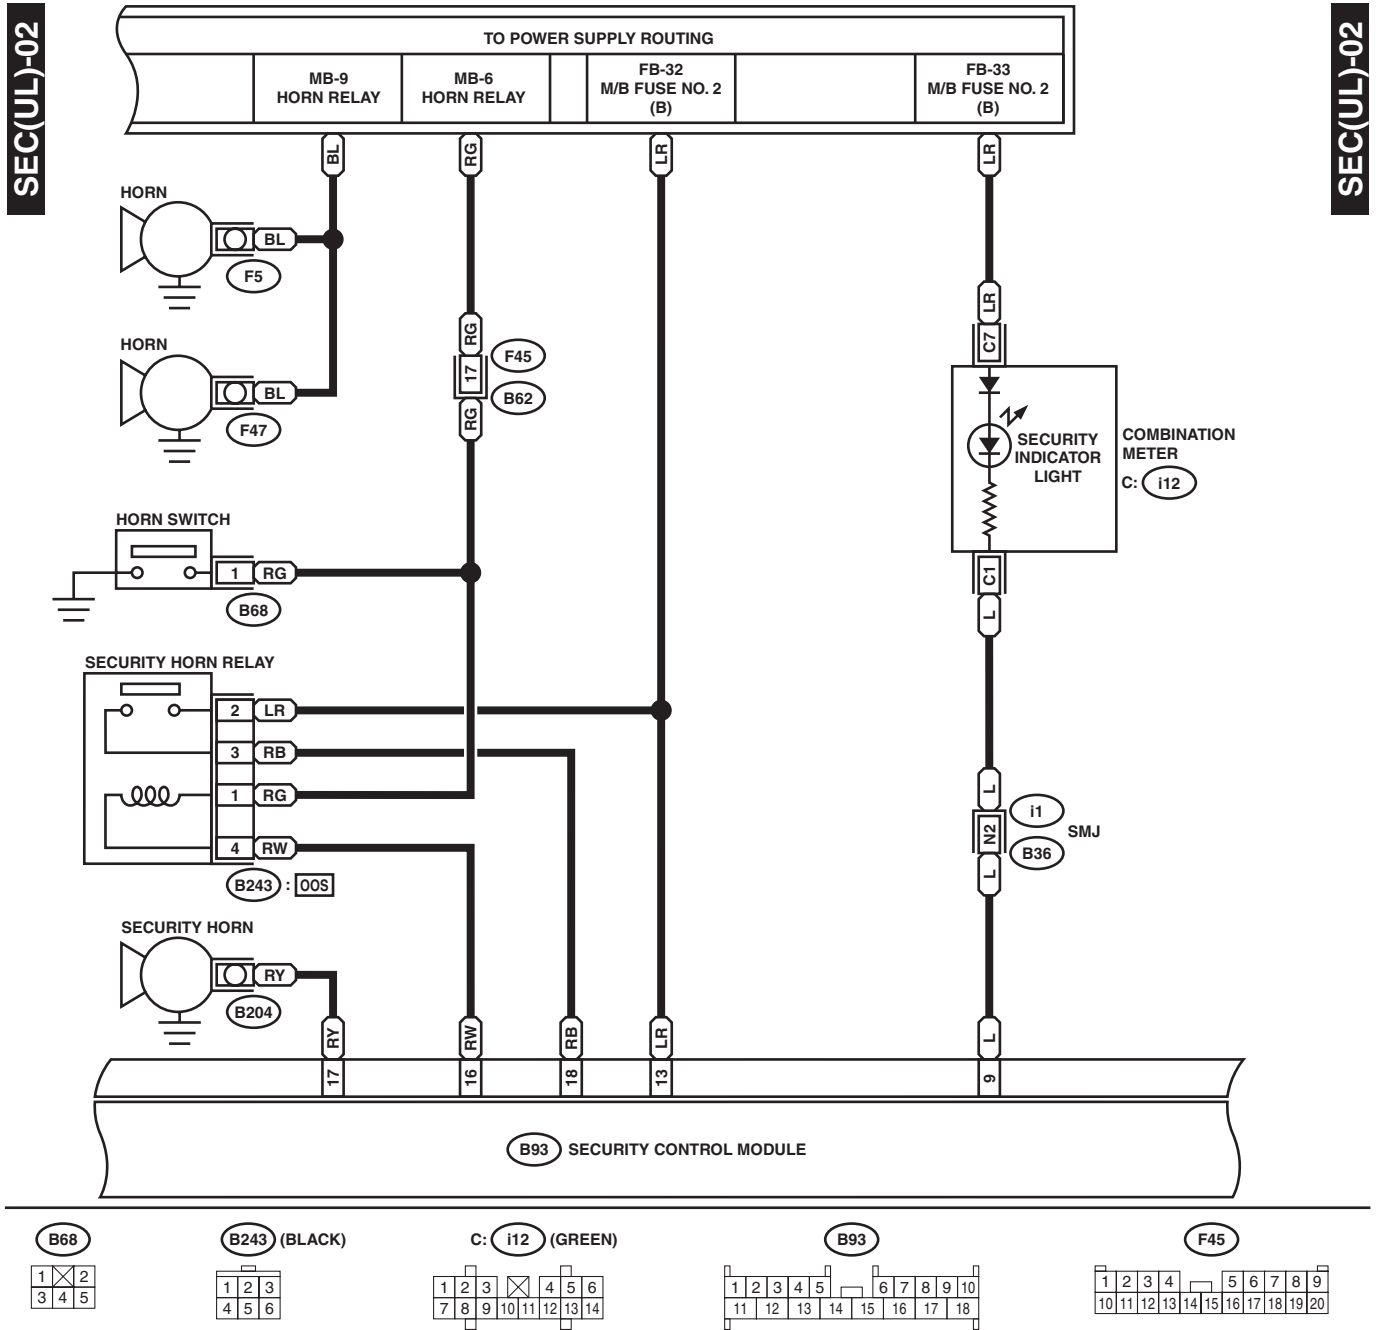 SEC(UL)-02
SEC(UL)-02
TO POWER SUPPLY ROUTING
MB-9
HORN RELAY
MB-6
HORN RELAY
FB-32
M/B FUSE NO. 2
(B)
FB-33
M/B FUSE NO. 2
(B)
BL
RG
LR
LR
HORN
BL
F5
HORN
BL
F47
RG
17
RG
F45
B62
LR
C7
SECURITY
INDICATOR
LIGHT
COMBINATION
METER
C: i12
C1
L
HORN SWITCH
1 RG
B68
SECURITY HORN RELAY
2 LR
3 RB
1 RG
4 RW
B243 : OOS
L
N2
L
i1
B36
SMJ
SECURITY HORN
RY
B204
RY
RW
RB
LR
L
17
16
18
13
9
B93 SECURITY CONTROL MODULE
B68
1 2
3 4 5
B243 (BLACK)
1 2 3
4 5 6
C: i12 (GREEN)
1 2 3 4 5 6
7 8 9 10 11 12 13 14
B93
1 2 3 4 5 6 7 8 9 10
11 12 13 14 15 16 17 18
F45
1 2 3 4 5 6 7 8 9
10 11 12 13 14 15 16 17 18 19 20